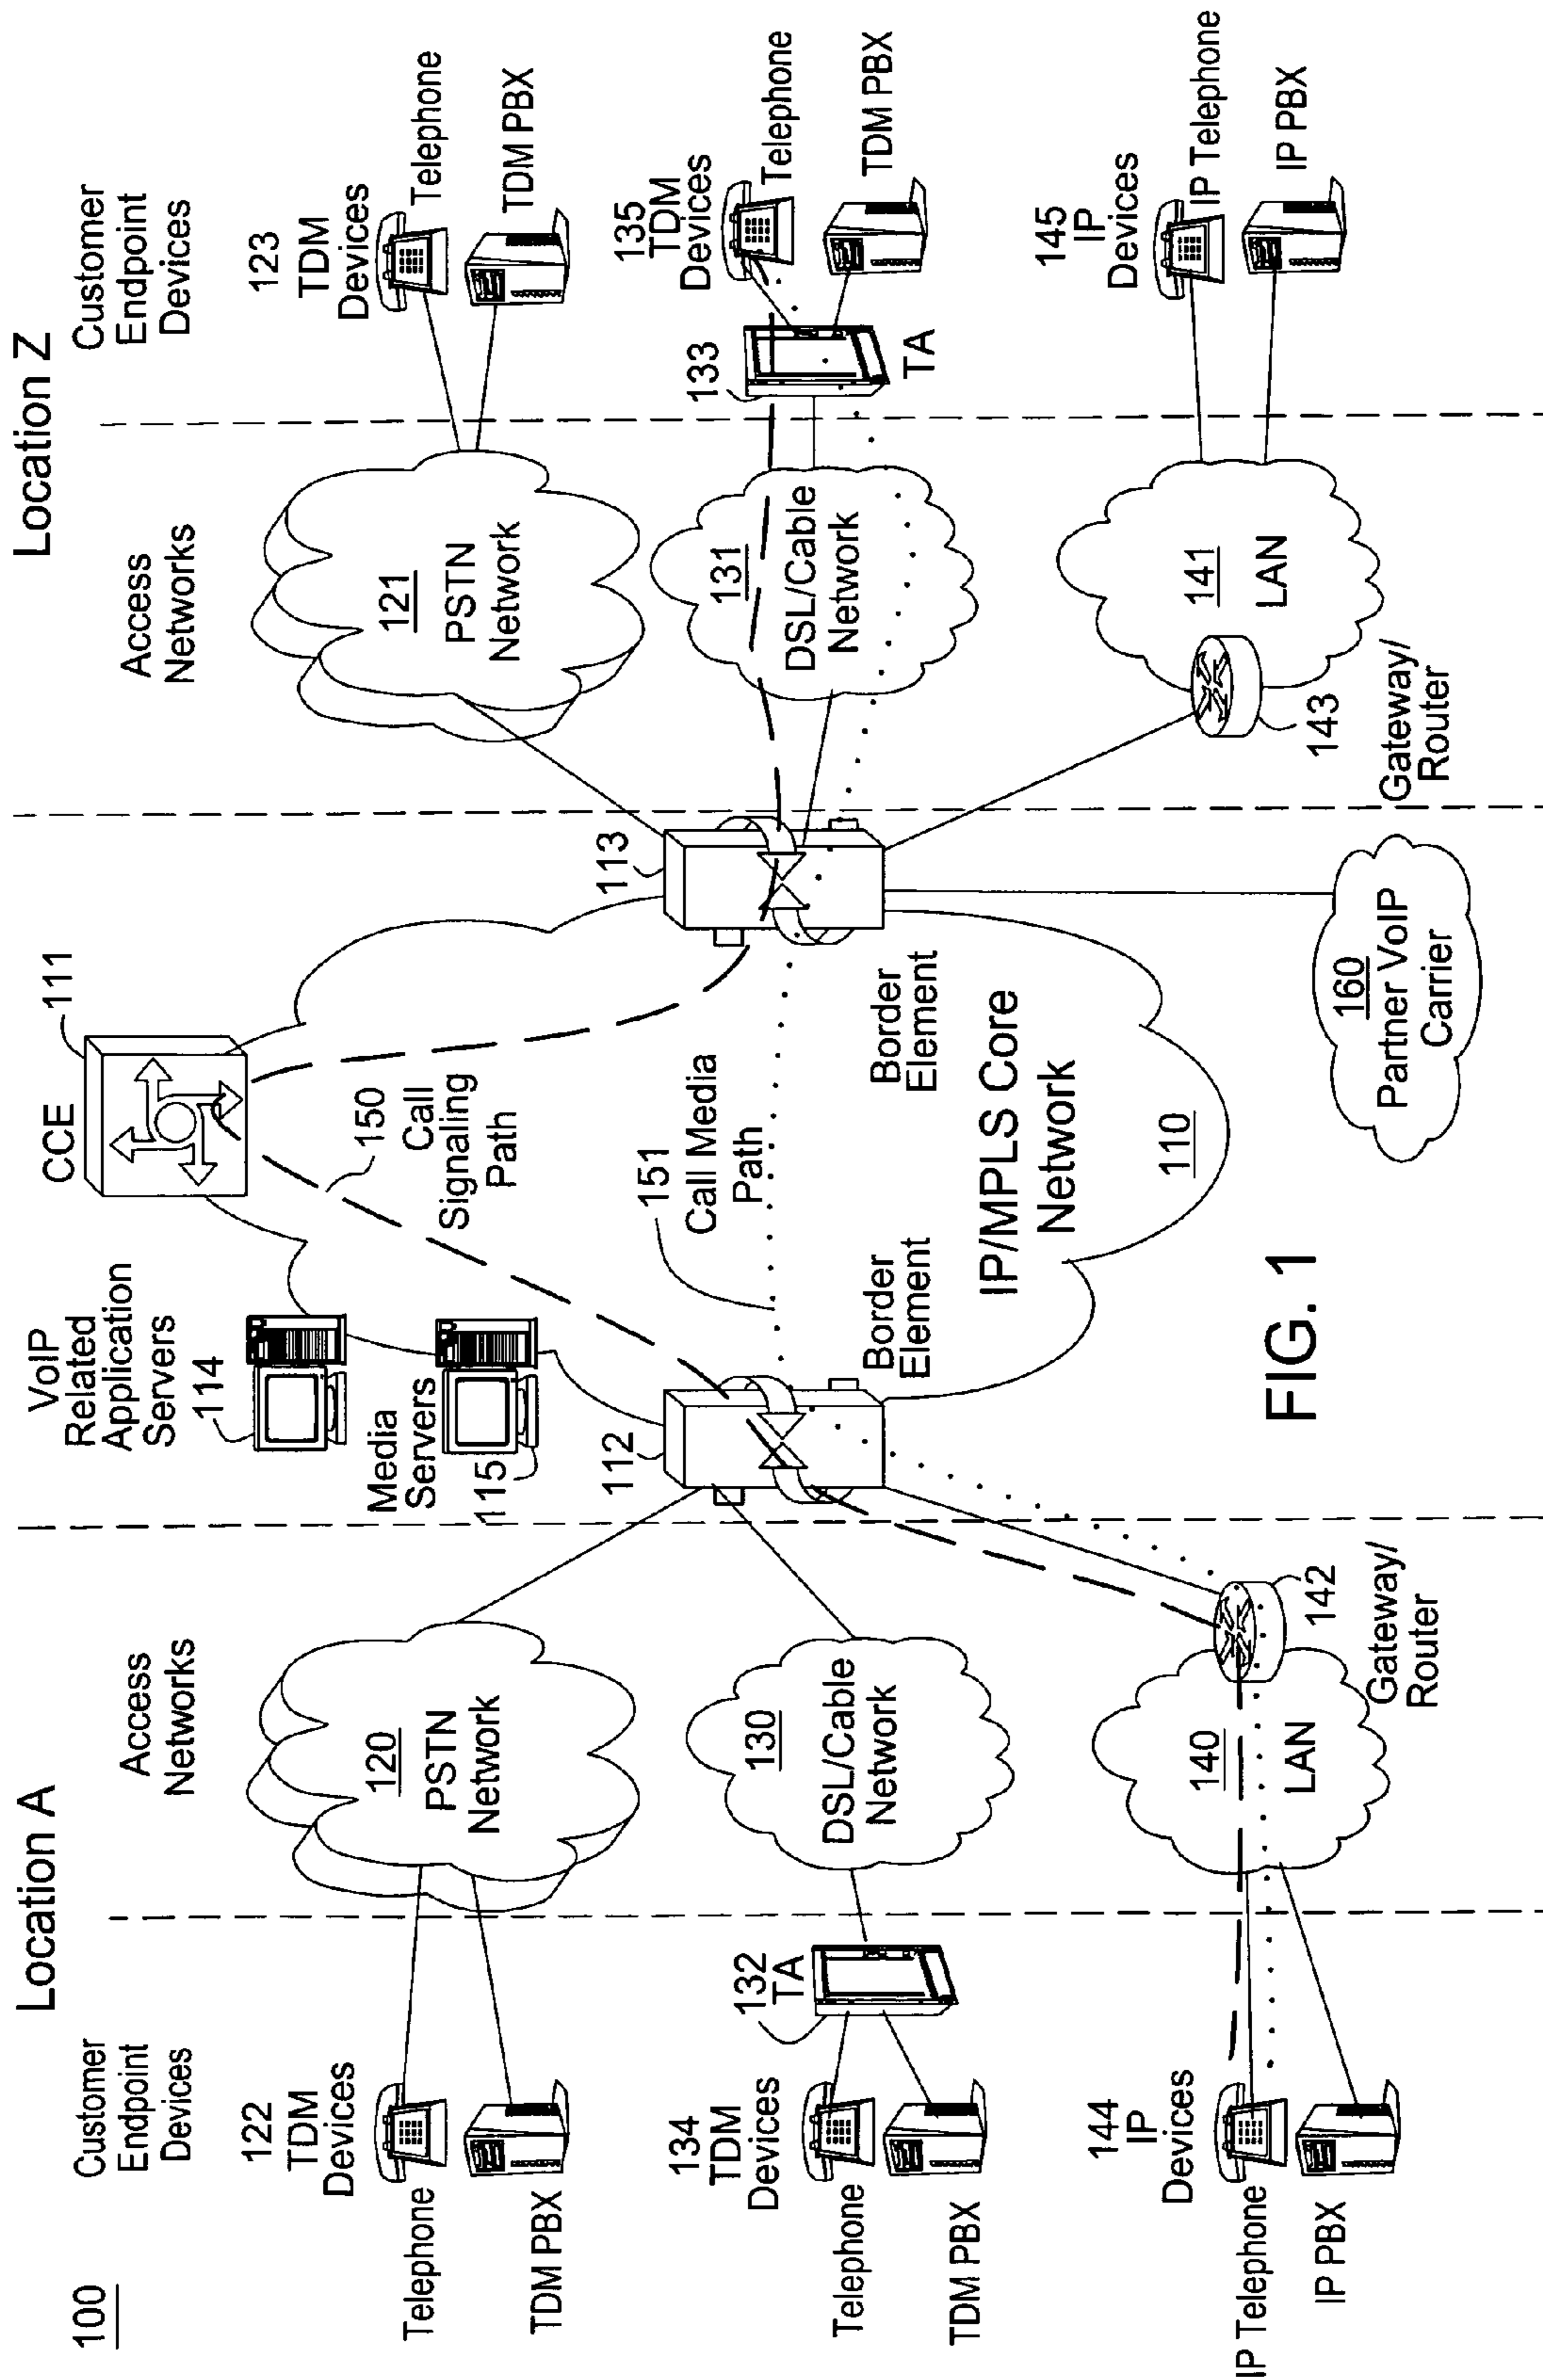 100
Location A
Location Z
Customer
Endpoint
Devices
Access
Networks
VoIP
Related
Application
Servers
114
CCE
111
Access
Networks
Customer
Endpoint
Devices
122
TDM
Devices
Telephone
TDM PBX
120
PSTN
Network
Media
Servers
115
150
Call
Signaling
Path
121
PSTN
Network
123
TDM
Devices
Telephone
TDM PBX
134
TDM
Devices
Telephone
TDM PBX
132
TA
130
DSL/Cable
Network
112
Border
Element
151
Call Media
Path
113
Border
Element
131
DSL/Cable
Network
133
TA
135
TDM
Devices
Telephone
TDM PBX
IP/MPLS Core
Network
110
144
IP
Devices
IP Telephone
IP PBX
140
LAN
142
Gateway/
Router
160
Partner VoIP
Carrier
143
Gateway/
Router
141
LAN
145
IP
Devices
IP Telephone
IP PBX
FIG. 1